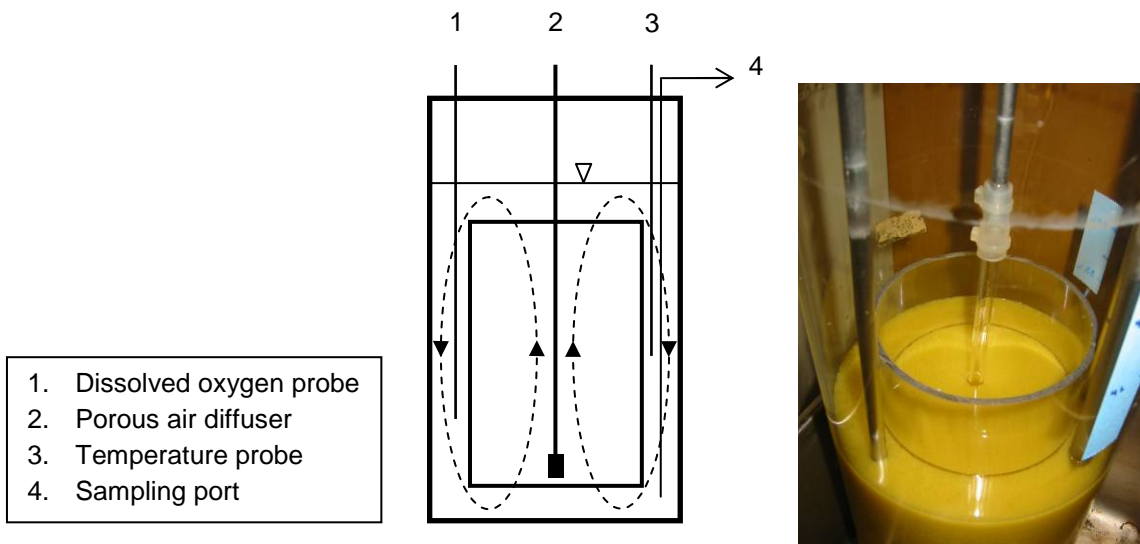 1
2
3
4
1. Dissolved oxygen probe
2. Porous air diffuser
3. Temperature probe
4. Sampling port